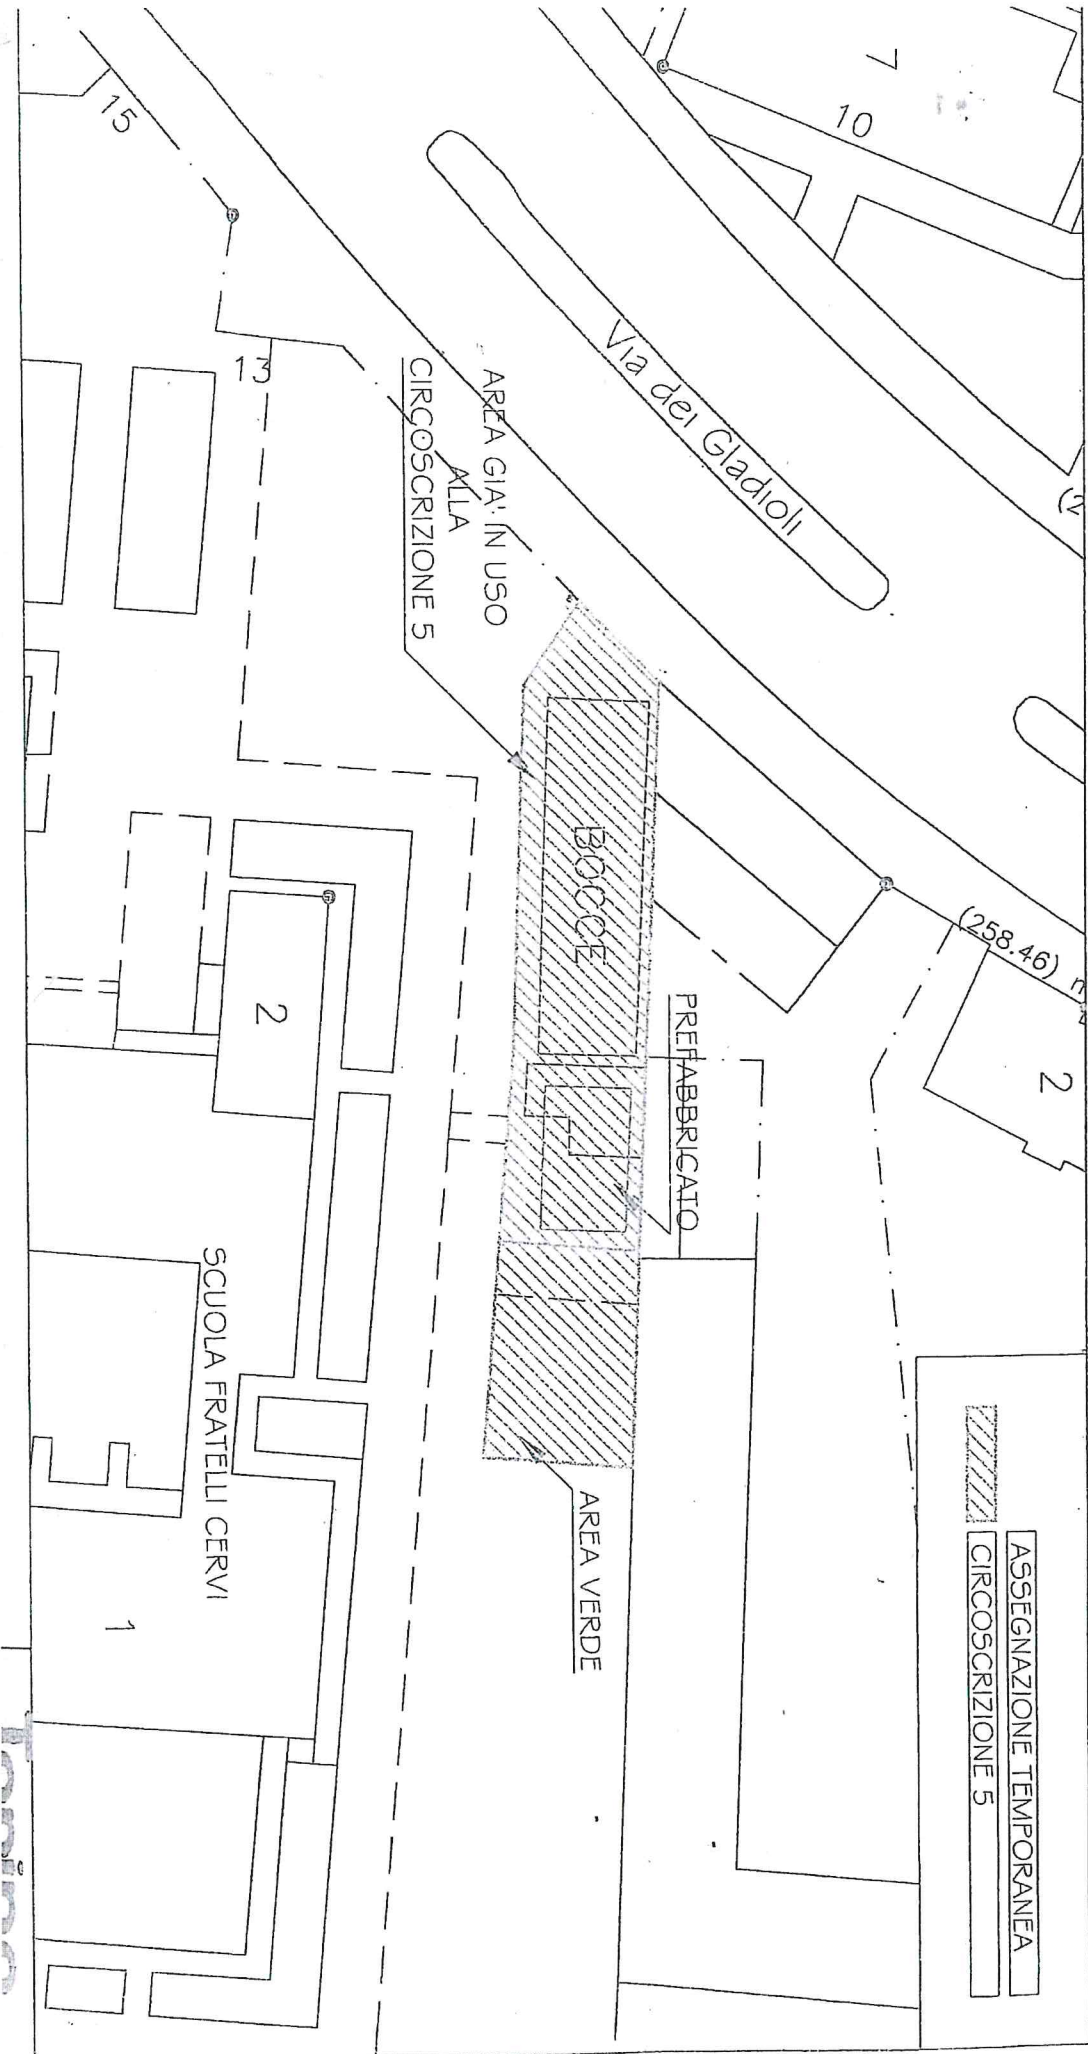 7
10
15
Via dei Gladioli
(2
13
AREA GIA' IN USO
ALLA
CIRCOSCRIZIONE 5
BOCCE
(258.46)
2
PREFABBRICATO
2
SCUOLA FRATELLI CERVI
AREA VERDE
1
ASSEGNAZIONE TEMPORANEA
CIRCOSCRIZIONE 5